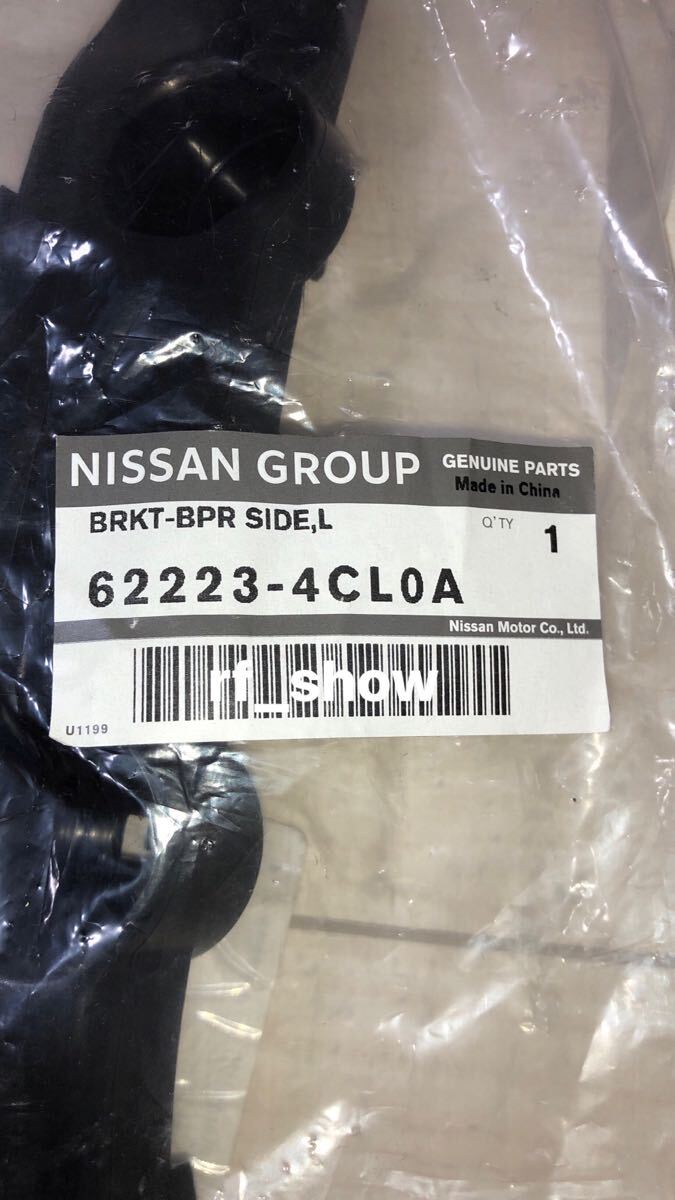 NISSAN GROUP GENUINE PARTS
Made in China
BRKT-BPR SIDE,L Q'TY 1
62223-4CL0A
Nissan Motor Co., Ltd.
rf_show
U1199